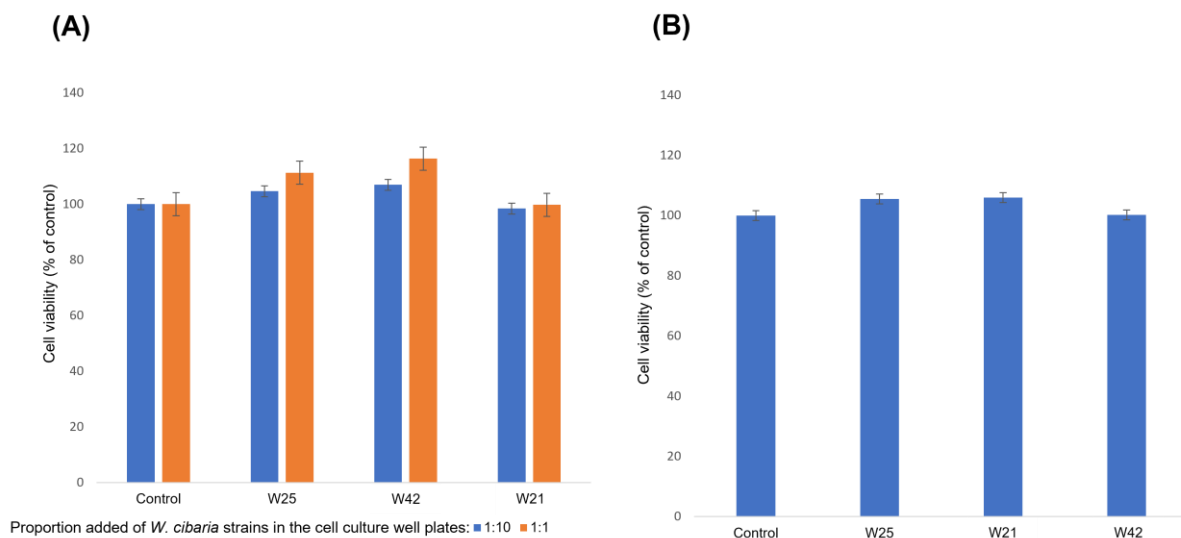 (A)
140
120
100
80
60
40
20
0
Cell viability (% of control)
Control W25 W42 W21
Proportion added of W. cibaria strains in the cell culture well plates: 1:10 1:1
(B)
140
120
100
80
60
40
20
0
Cell viability (% of control)
Control W25 W21 W42